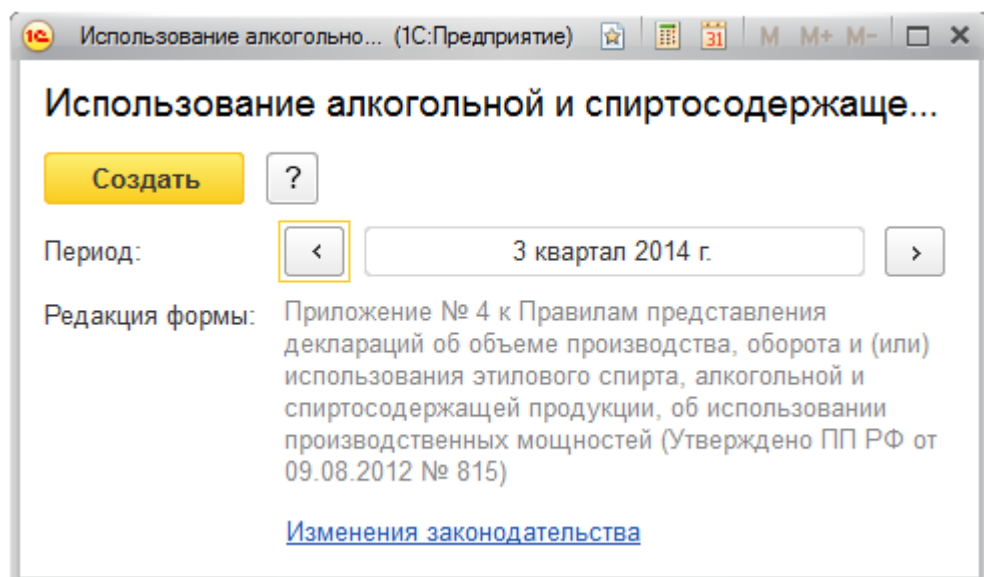 1С Использование алкогольно... (1С:Предприятие) 31 M M+ M-
Использование алкогольной и спиртосодержаще...
Создать ?
Период: < 3 квартал 2014 г. >
Редакция формы: Приложение № 4 к Правилам представления
деклараций об объеме производства, оборота и (или)
использования этилового спирта, алкогольной и
спиртосодержащей продукции, об использовании
производственных мощностей (Утверждено ПП РФ от
09.08.2012 № 815)
Изменения законодательства